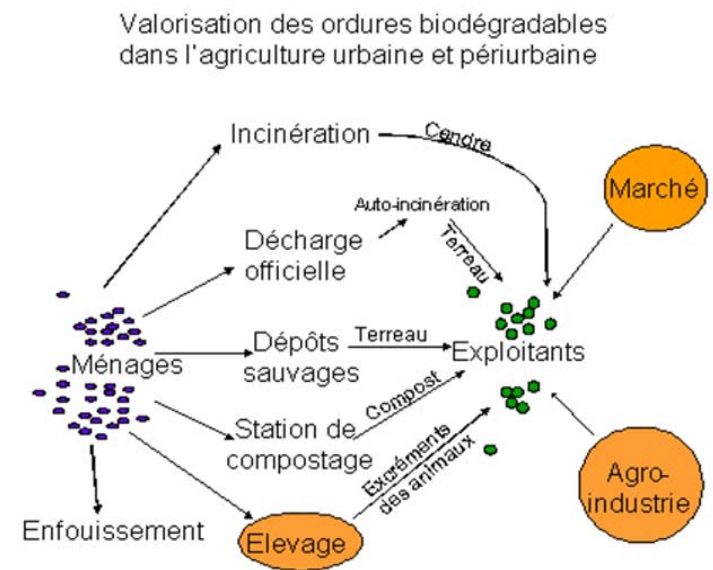 Valorisation des ordures biodégradables
dans l'agriculture urbaine et périurbaine
Incinération
Cendre
Marché
Auto-incinération
Décharge
officielle
Terreau
Ménages
Dépôts
sauvages
Terreau
Exploitants
Compost
Station de
compostage
Excréments
des animaux
Agro-
industrie
Enfouissement
Elevage